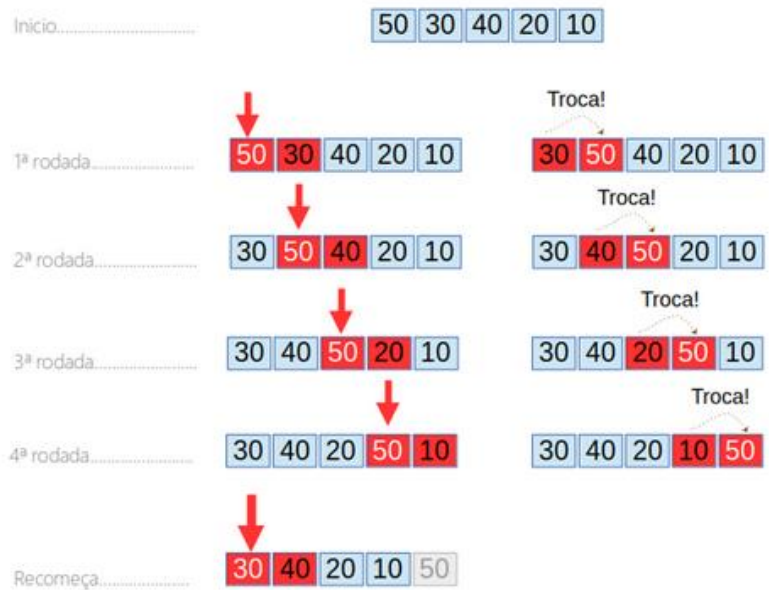 Inicio.............................. 50 30 40 20 10
Troca!
1ª rodada...................... 50 30 40 20 10 30 50 40 20 10
Troca!
2ª rodada..................... 30 50 40 20 10 30 40 50 20 10
Troca!
3ª rodada..................... 30 40 50 20 10 30 40 20 50 10
Troca!
4ª rodada...................... 30 40 20 50 10 30 40 20 10 50
Recomeça.................... 30 40 20 10 50